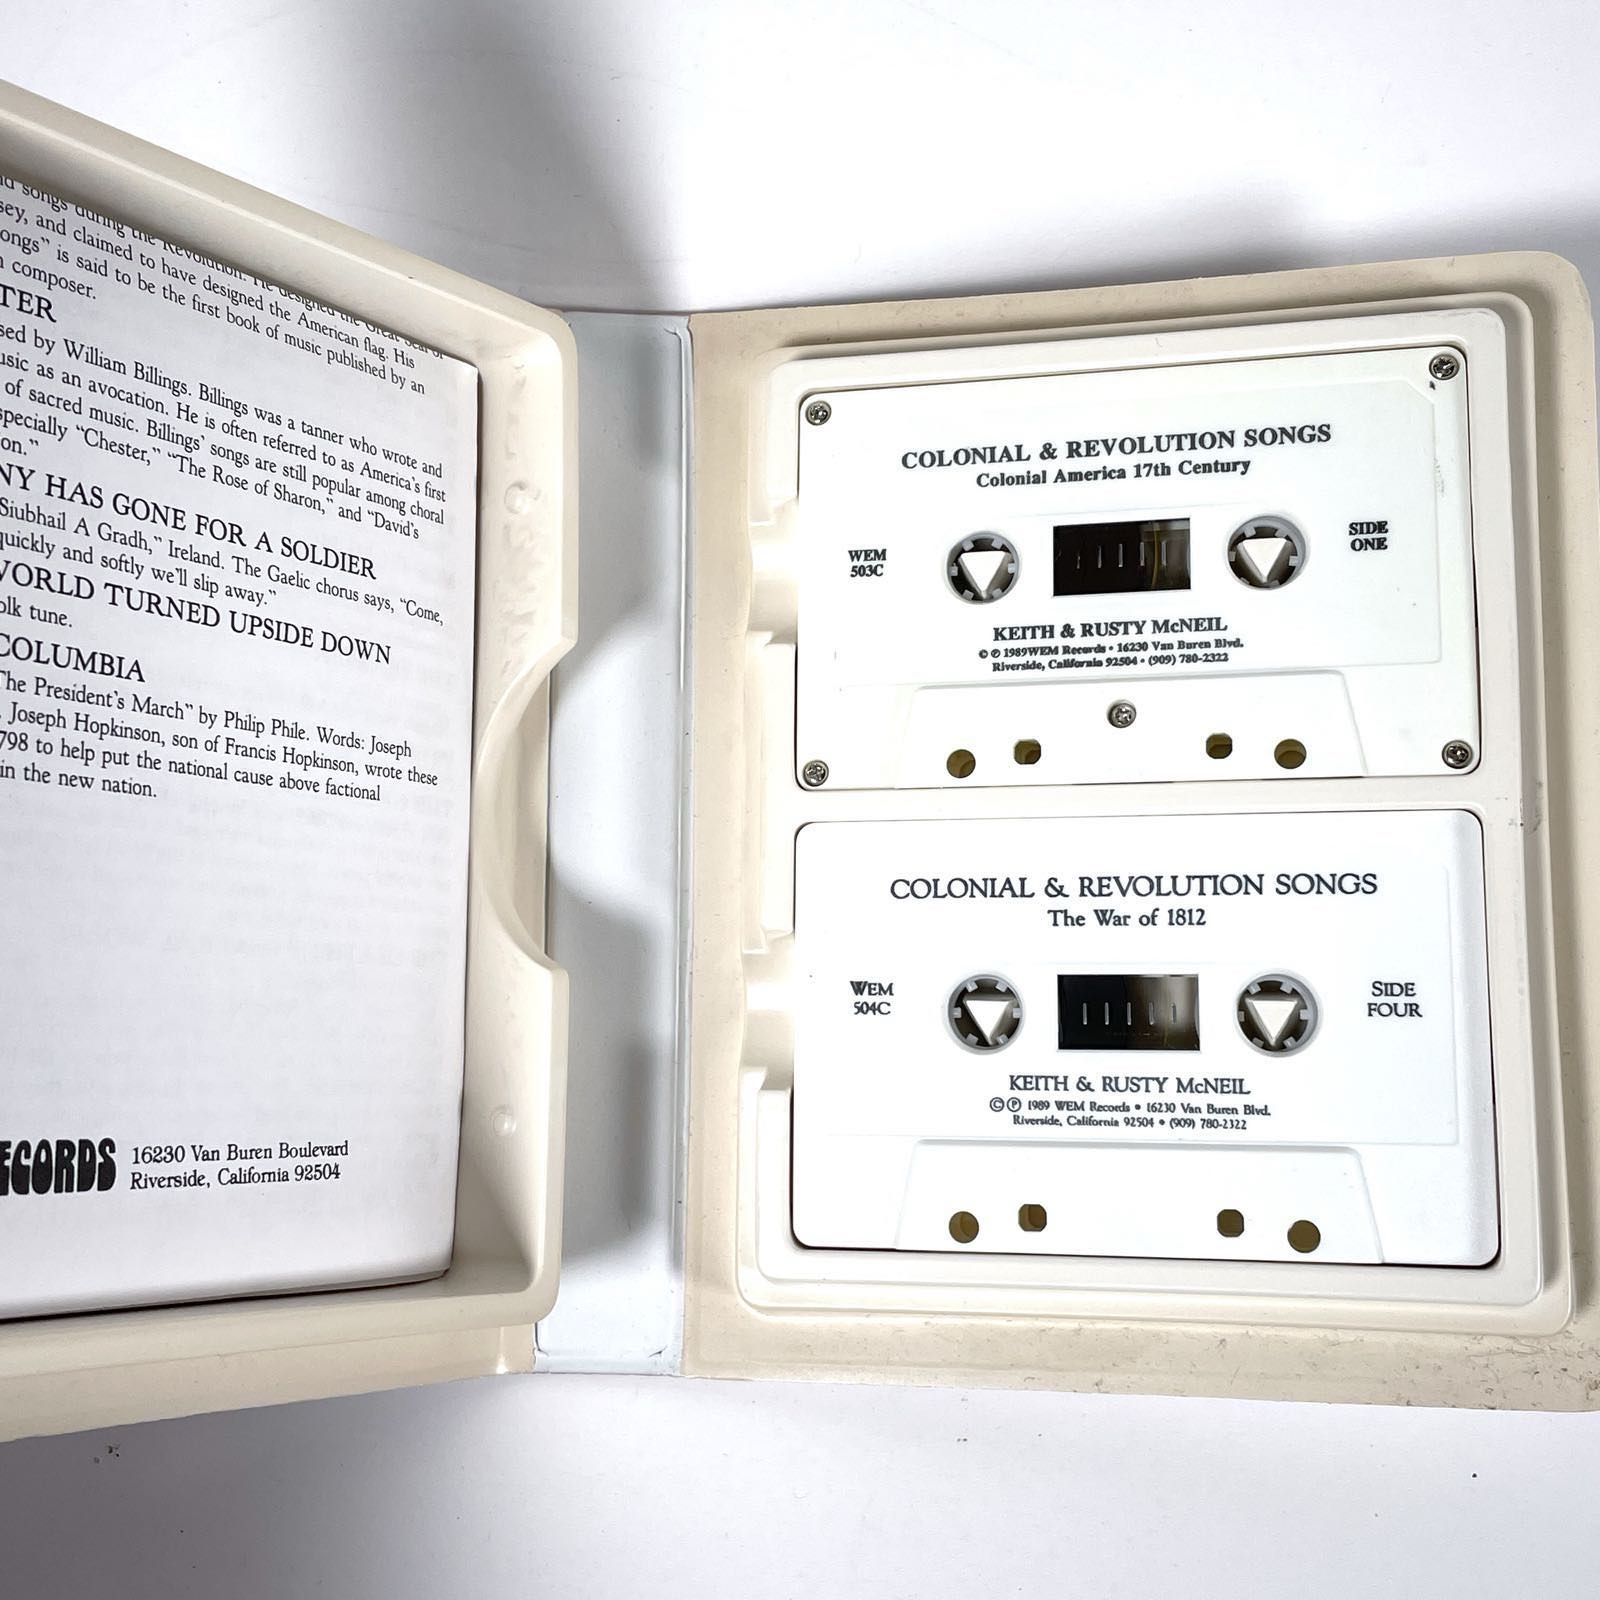 songs during the Revolution. He designed the Great Seal of
sey, and claimed to have designed the American flag. His
ongs" is said to be the first book of music published by an
composer.
TER
sed by William Billings. Billings was a tanner who wrote and
usic as an avocation. He is often referred to as America's first
of sacred music. Billings' songs are still popular among choral
specially "Chester," "The Rose of Sharon," and "David's
on."
NY HAS GONE FOR A SOLDIER
Siubhail A Gradh," Ireland. The Gaelic chorus says, "Come,
quickly and softly we'll slip away."
WORLD TURNED UPSIDE DOWN
olk tune.
COLUMBIA
The President's March" by Philip Phile. Words: Joseph
. Joseph Hopkinson, son of Francis Hopkinson, wrote these
798 to help put the national cause above factional
in the new nation.
ECORDS
16230 Van Buren Boulevard
Riverside, California 92504
COLONIAL & REVOLUTION SONGS
Colonial America 17th Century
WEM
503C
SIDE
ONE
KEITH & RUSTY McNEIL
© ℗ 1989WEM Records • 16230 Van Buren Blvd.
Riverside, California 92504 • (909) 780-2322
COLONIAL & REVOLUTION SONGS
The War of 1812
WEM
504C
SIDE
FOUR
KEITH & RUSTY McNEIL
© ℗ 1989 WEM Records • 16230 Van Buren Blvd.
Riverside, California 92504 • (909) 780-2322